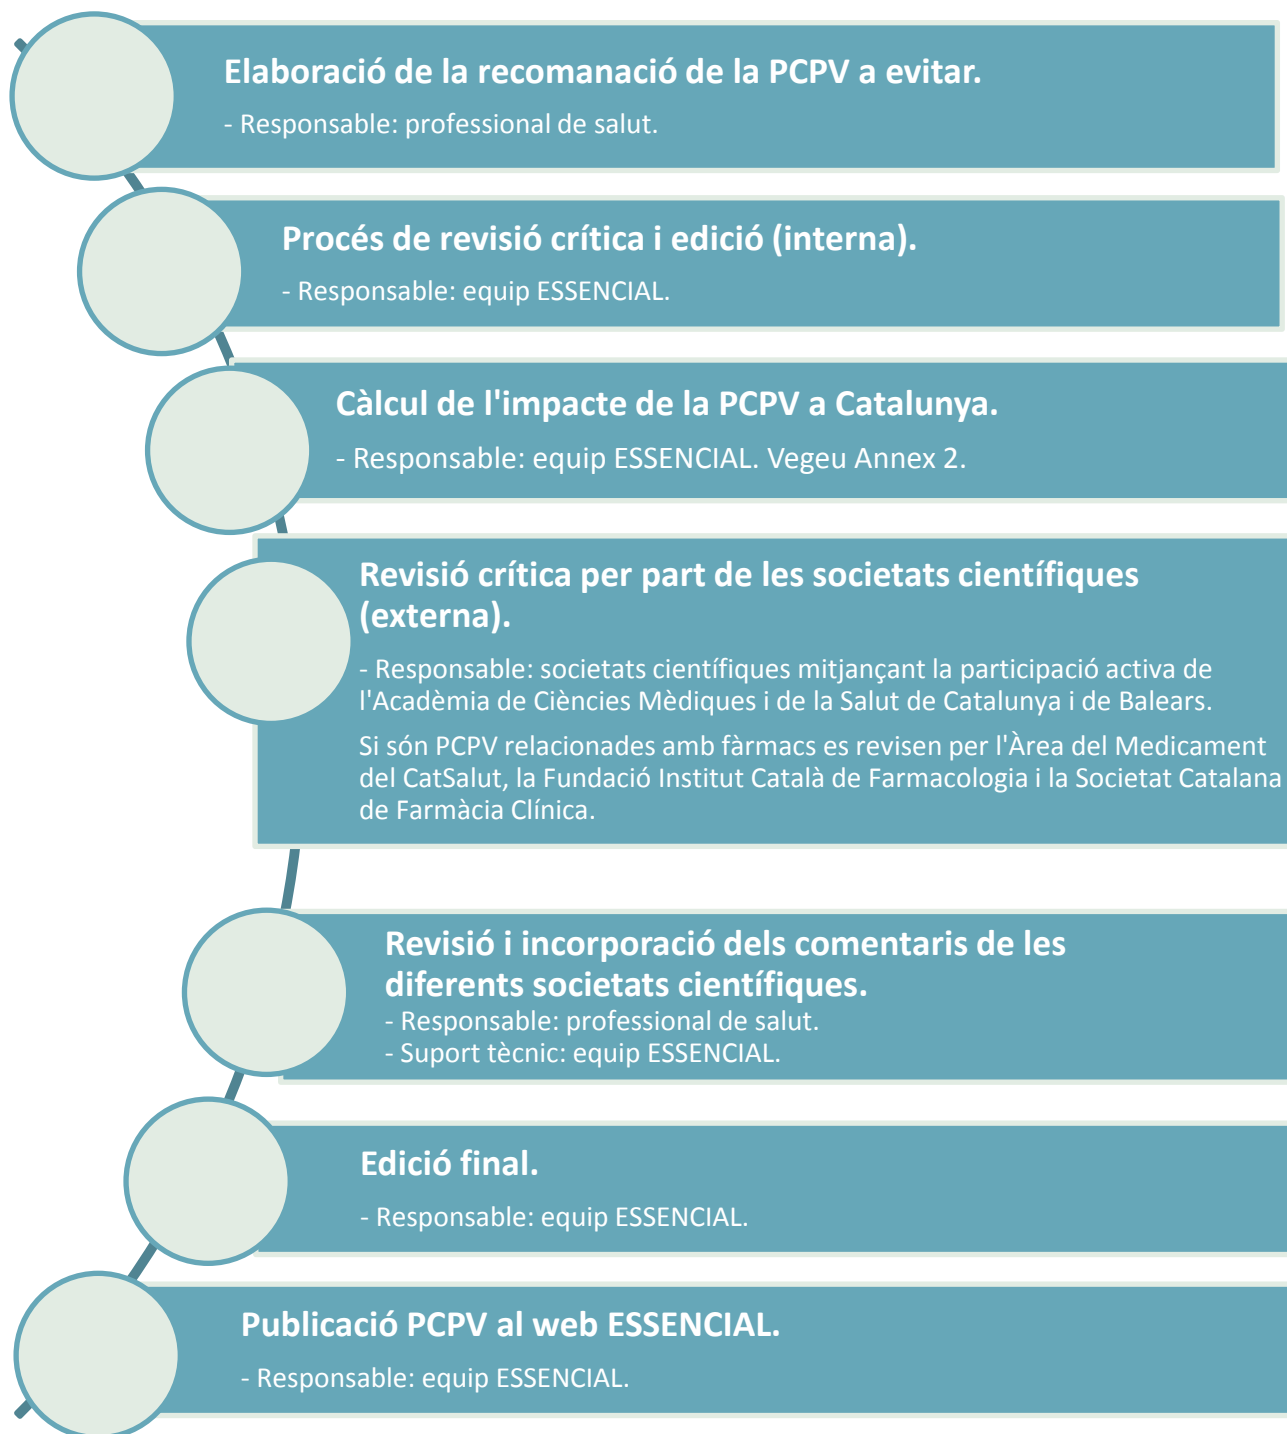 Elaboració de la recomanació de la PCPV a evitar.
- Responsable: professional de salut.
Procés de revisió crítica i edició (interna).
- Responsable: equip ESSENCIAL.
Càlcul de l'impacte de la PCPV a Catalunya.
- Responsable: equip ESSENCIAL. Vegeu Annex 2.
Revisió crítica per part de les societats científiques
(externa).
- Responsable: societats científiques mitjançant la participació activa de
l'Acadèmia de Ciències Mèdiques i de la Salut de Catalunya i de Balears.
Si són PCPV relacionades amb fàrmacs es revisen per l'Àrea del Medicament
del CatSalut, la Fundació Institut Català de Farmacologia i la Societat Catalana
de Farmàcia Clínica.
Revisió i incorporació dels comentaris de les
diferents societats científiques.
- Responsable: professional de salut.
- Suport tècnic: equip ESSENCIAL.
Edició final.
- Responsable: equip ESSENCIAL.
Publicació PCPV al web ESSENCIAL.
- Responsable: equip ESSENCIAL.